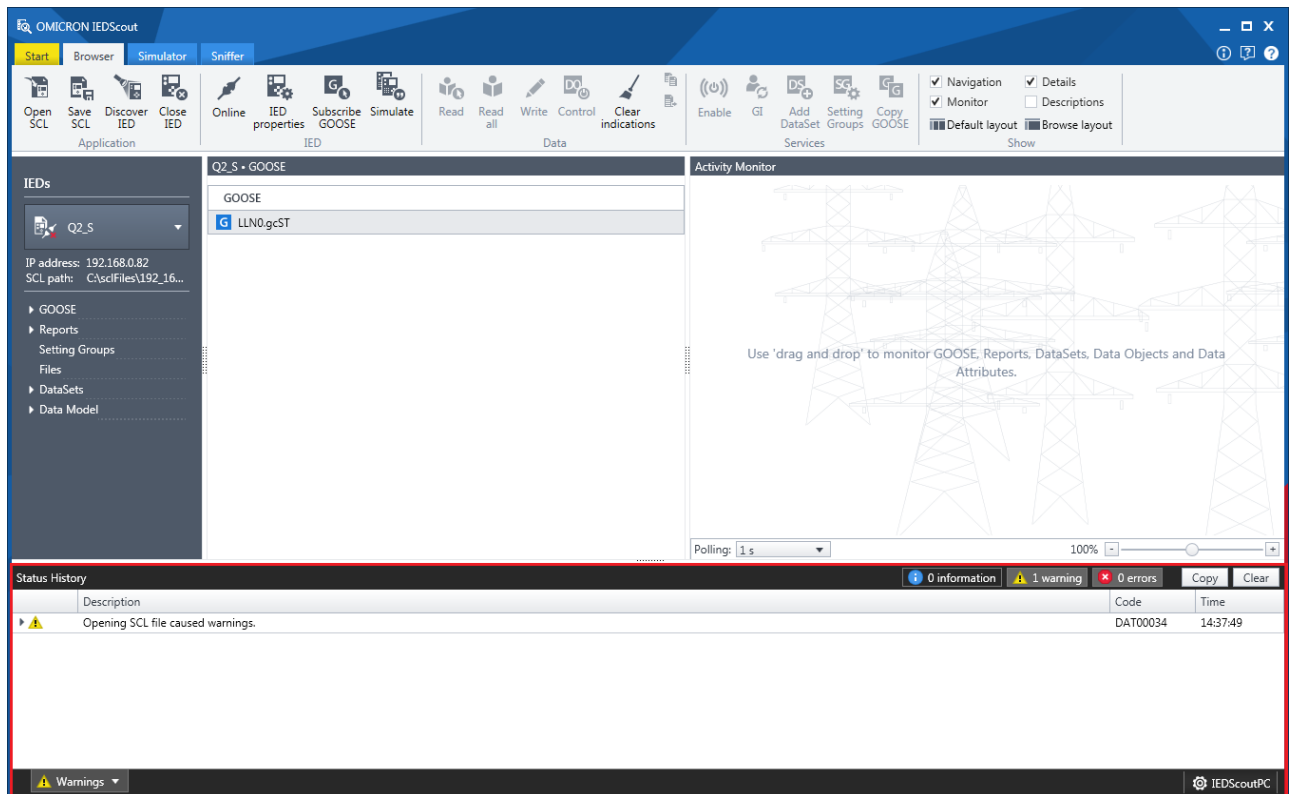 OMICRON IEDScout
Start Browser Simulator Sniffer
Open SCL Save SCL Discover IED Close IED
Application
Online IED properties Subscribe GOOSE Simulate
IED
Read Read all Write Control Clear indications
Data
Enable GI Add DataSet Setting Groups Copy GOOSE
Services
Navigation Details
Monitor Descriptions
Default layout Browse layout
Show
IEDs
Q2_S
IP address: 192.168.0.82
SCL path: C:\sclFiles\192_16...
GOOSE
Reports
Setting Groups
Files
DataSets
Data Model
Q2_S • GOOSE
GOOSE
G LLN0.gcST
Activity Monitor
Use 'drag and drop' to monitor GOOSE, Reports, DataSets, Data Objects and Data
Attributes.
Polling: 1 s 100% - +
Status History 0 information 1 warning 0 errors Copy Clear
Description Code Time
Opening SCL file caused warnings. DAT00034 14:37:49
Warnings IEDScoutPC